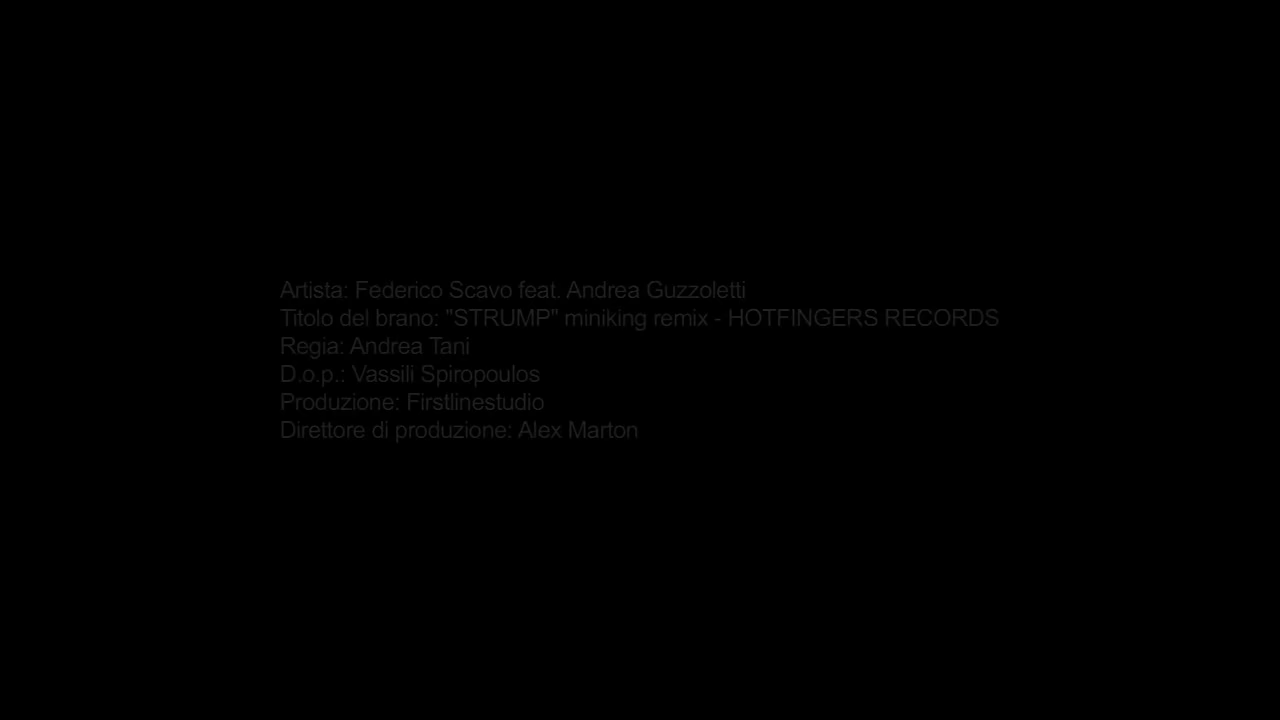 Artista: Federico Scavo feat. Andrea Guzzoletti
Titolo del brano: "STRUMP" miniking remix - HOTFINGERS RECORDS
Regia: Andrea Tani
D.o.p.: Vassili Spiropoulos
Produzione: Firstlinestudio
Direttore di produzione: Alex Marton